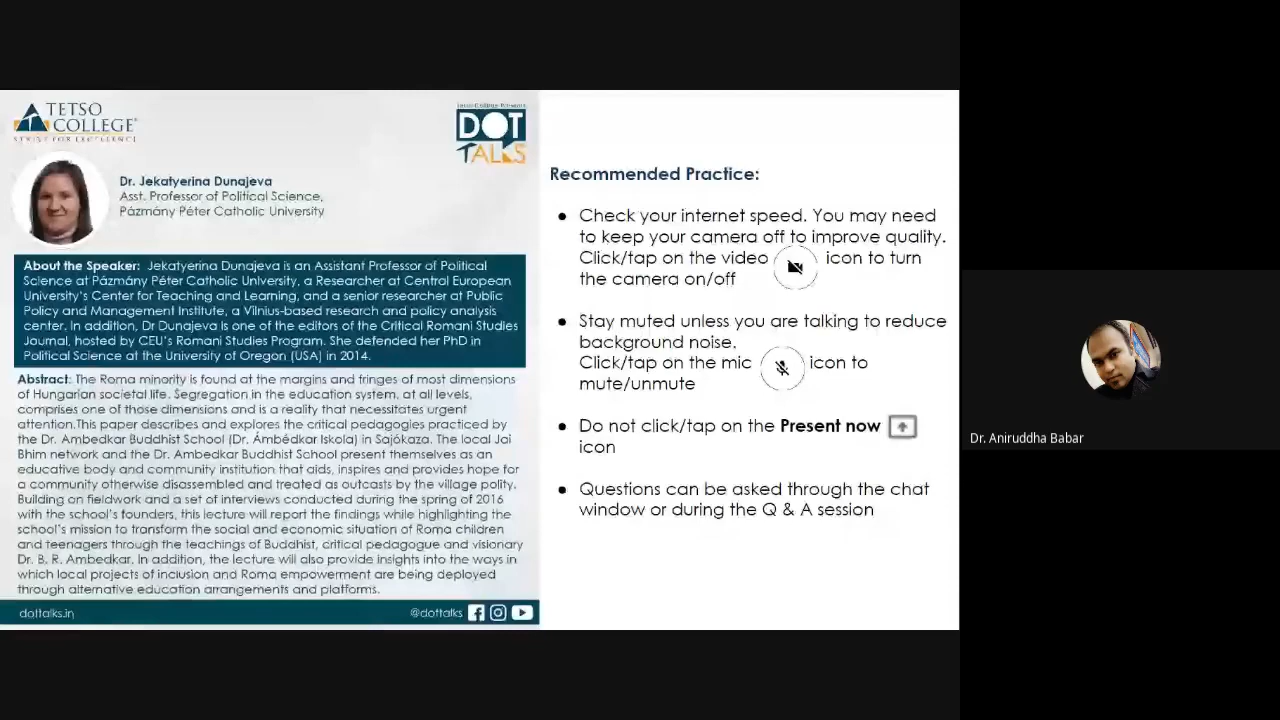 TETSO
COLLEGE
STRIVE FOR EXCELLENCE
Tetso College Presents
DOT
TALKS
Dr. Jekatyerina Dunajeva
Asst. Professor of Political Science,
Pázmány Péter Catholic University
About the Speaker: Jekatyerina Dunajeva is an Assistant Professor of Political
Science at Pázmány Péter Catholic University, a Researcher at Central European
University's Center for Teaching and Learning, and a senior researcher at Public
Policy and Management Institute, a Vilnius-based research and policy analysis
center. In addition, Dr Dunajeva is one of the editors of the Critical Romani Studies
Journal, hosted by CEU's Romani Studies Program. She defended her PhD in
Political Science at the University of Oregon (USA) in 2014.
Abstract: The Roma minority is found at the margins and fringes of most dimensions
of Hungarian societal life. Segregation in the education system, at all levels,
comprises one of those dimensions and is a reality that necessitates urgent
attention.This paper describes and explores the critical pedagogies practiced by
the Dr. Ambedkar Buddhist School (Dr. Ámbédkar Iskola) in Sajókaza. The local Jai
Bhim network and the Dr. Ambedkar Buddhist School present themselves as an
educative body and community institution that aids, inspires and provides hope for
a community otherwise disassembled and treated as outcasts by the village polity.
Building on fieldwork and a set of interviews conducted during the spring of 2016
with the school's founders, this lecture will report the findings while highlighting the
school's mission to transform the social and economic situation of Roma children
and teenagers through the teachings of Buddhist, critical pedagogue and visionary
Dr. B. R. Ambedkar. In addition, the lecture will also provide insights into the ways in
which local projects of inclusion and Roma empowerment are being deployed
through alternative education arrangements and platforms.
dottalks.in
@dottalks
Recommended Practice:
• Check your internet speed. You may need
to keep your camera off to improve quality.
Click/tap on the video icon to turn
the camera on/off
• Stay muted unless you are talking to reduce
background noise.
Click/tap on the mic icon to
mute/unmute
• Do not click/tap on the Present now
icon
• Questions can be asked through the chat
window or during the Q & A session
Dr. Aniruddha Babar